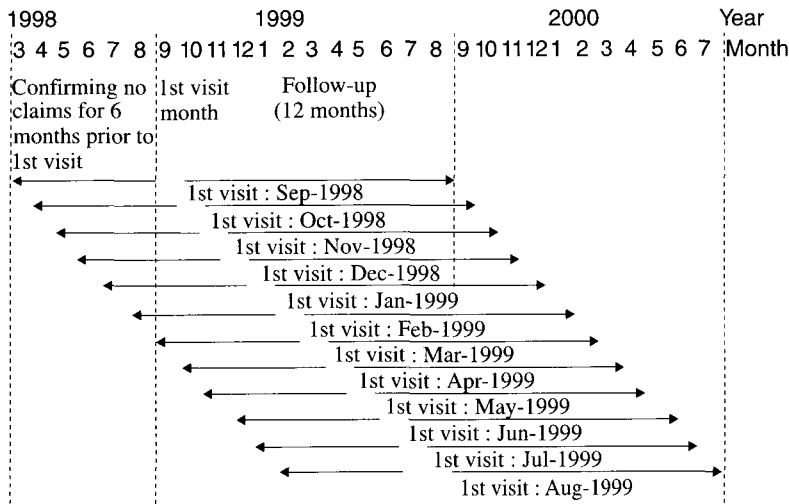 1998 1999 2000 Year
3 4 5 6 7 8 9 10 11 12 1 2 3 4 5 6 7 8 9 10 11 12 1 2 3 4 5 6 7 Month
Confirming no
claims for 6
months prior to
1st visit
1st visit
month
Follow-up
(12 months)
1st visit : Sep-1998
1st visit : Oct-1998
1st visit : Nov-1998
1st visit : Dec-1998
1st visit : Jan-1999
1st visit : Feb-1999
1st visit : Mar-1999
1st visit : Apr-1999
1st visit : May-1999
1st visit : Jun-1999
1st visit : Jul-1999
1st visit : Aug-1999